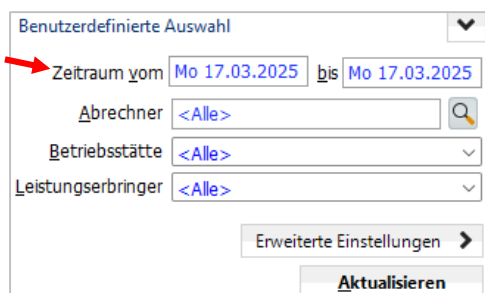 Benutzerdefinierte Auswahl
Zeitraum vom Mo 17.03.2025 bis Mo 17.03.2025
Abrechner <Alle>
Betriebsstätte <Alle>
Leistungserbringer <Alle>
Erweiterte Einstellungen
Aktualisieren